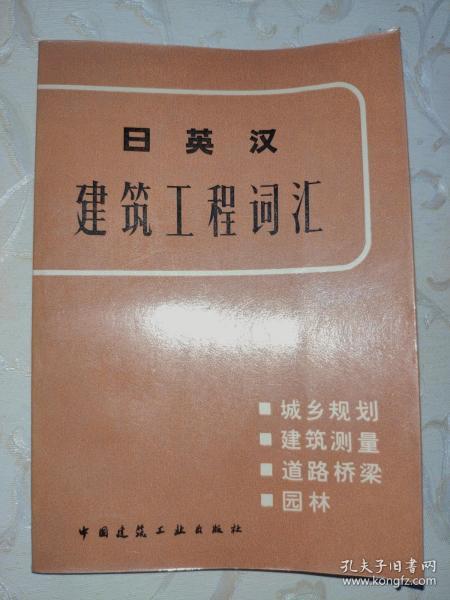 日英汉
建筑工程词汇
■城乡规划
■建筑测量
■道路桥梁
■园林
中国建筑工业出版社
孔夫子旧书网
www.kongfz.com